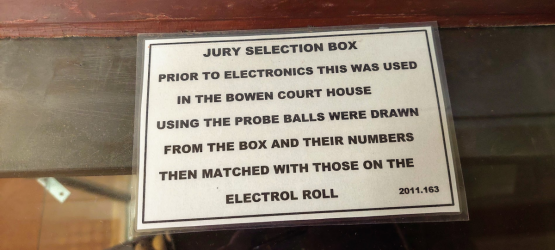 JURY SELECTION BOX
PRIOR TO ELECTRONICS THIS WAS USED
IN THE BOWEN COURT HOUSE
USING THE PROBE BALLS WERE DRAWN
FROM THE BOX AND THEIR NUMBERS
THEN MATCHED WITH THOSE ON THE
ELECTROL ROLL
2011.163